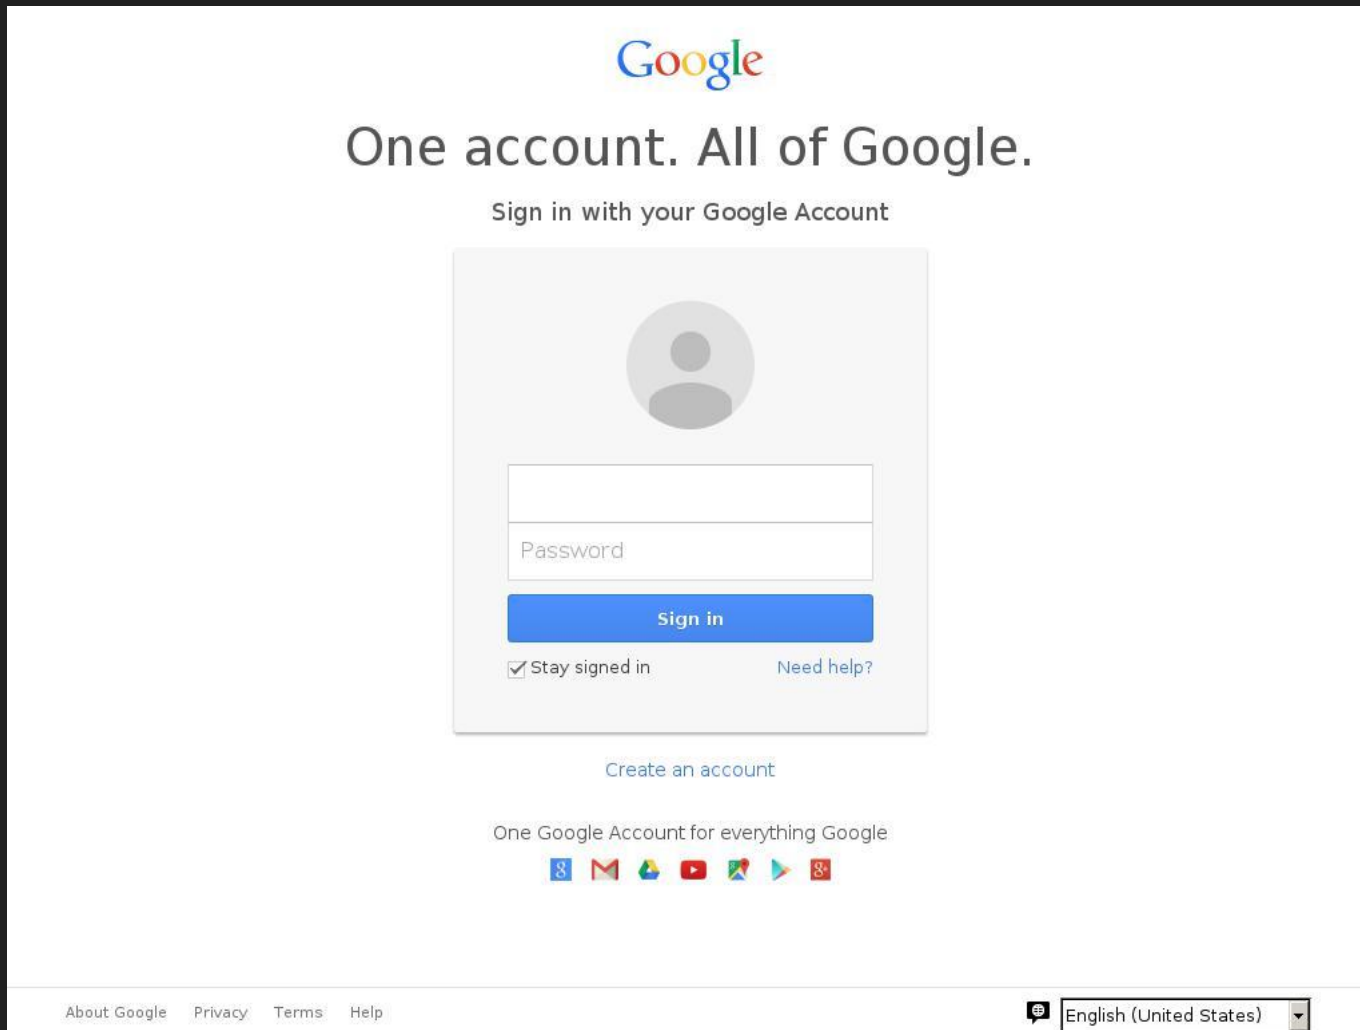 Google
One account. All of Google.
Sign in with your Google Account
Password
Sign in
Stay signed in Need help?
Create an account
One Google Account for everything Google
About Google Privacy Terms Help English (United States)